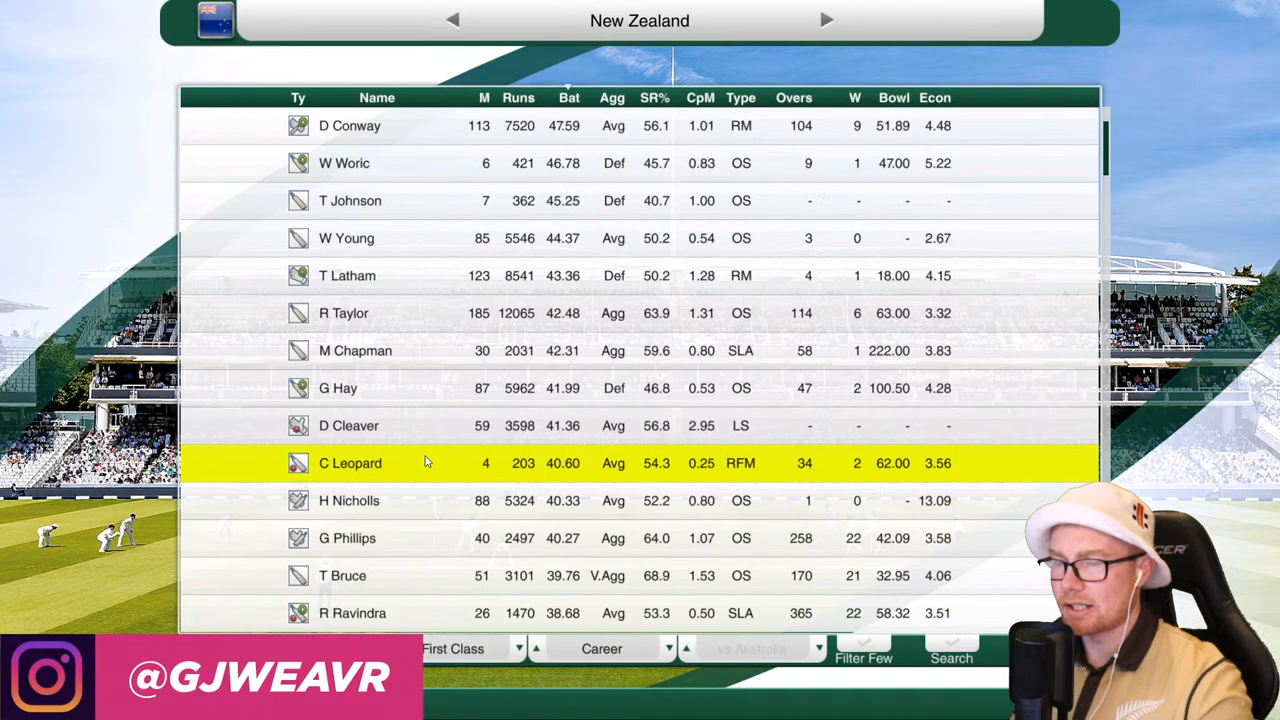 New Zealand
Ty Name M Runs Bat Agg SR% CpM Type Overs W Bowl Econ
D Conway 113 7520 47.59 Avg 56.1 1.01 RM 104 9 51.89 4.48
W Woric 6 421 46.78 Def 45.7 0.83 OS 9 1 47.00 5.22
T Johnson 7 362 45.25 Def 40.7 1.00 OS - - - -
W Young 85 5546 44.37 Avg 50.2 0.54 OS 3 0 - 2.67
T Latham 123 8541 43.36 Def 50.2 1.28 RM 4 1 18.00 4.15
R Taylor 185 12065 42.48 Agg 63.9 1.31 OS 114 6 63.00 3.32
M Chapman 30 2031 42.31 Agg 59.6 0.80 SLA 58 1 222.00 3.83
G Hay 87 5962 41.99 Def 46.8 0.53 OS 47 2 100.50 4.28
D Cleaver 59 3598 41.36 Avg 56.8 2.95 LS - - - -
C Leopard 4 203 40.60 Avg 54.3 0.25 RFM 34 2 62.00 3.56
H Nicholls 88 5324 40.33 Avg 52.2 0.80 OS 1 0 - 13.09
G Phillips 40 2497 40.27 Agg 64.0 1.07 OS 258 22 42.09 3.58
T Bruce 51 3101 39.76 V.Agg 68.9 1.53 OS 170 21 32.95 4.06
R Ravindra 26 1470 38.68 Avg 53.3 0.50 SLA 365 22 58.32 3.51
First Class Career vs Australia Filter Few Search
@GJWEAVR